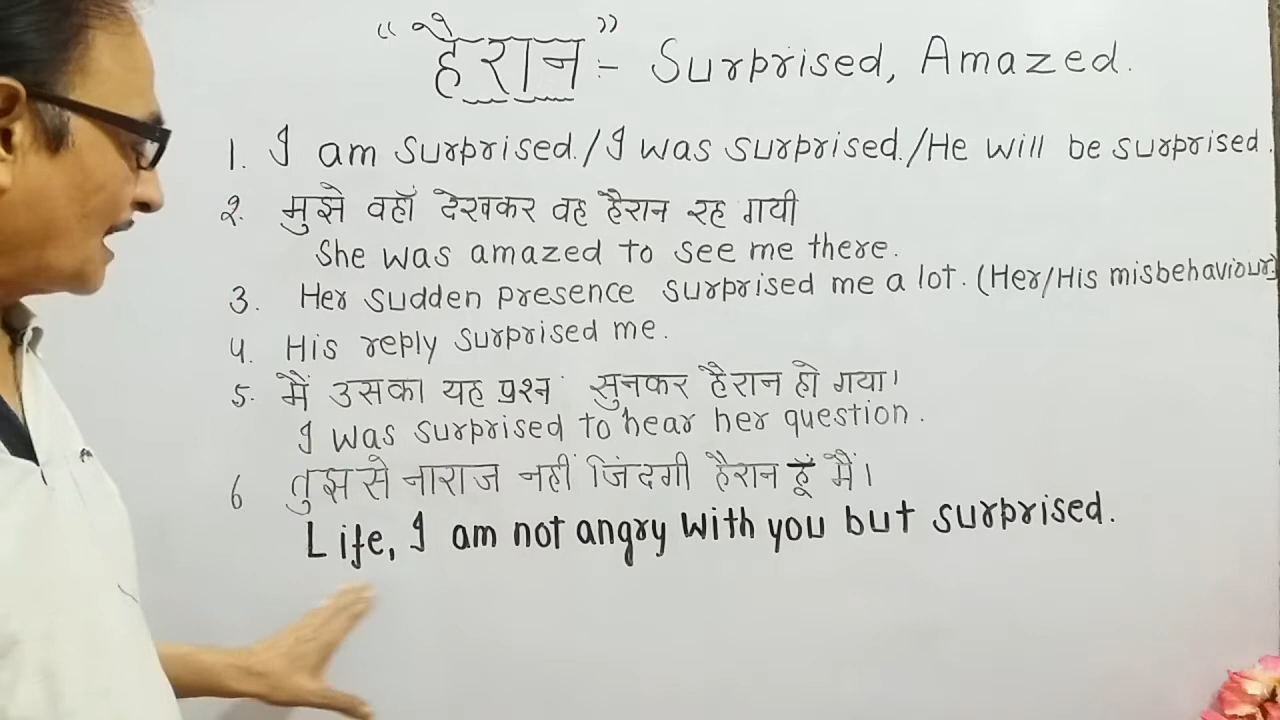 "हैरान" :- Surprised, Amazed.
1. I am surprised./I was surprised./He will be surprised.
२. मुझे वहाँ देखकर वह हैरान रह गयी
She was amazed to see me there.
3. Her sudden presence surprised me a lot. (Her/His misbehaviour)
4. His reply surprised me.
5. मैं उसका यह प्रश्न सुनकर हैरान हो गया।
I was surprised to hear her question.
6 तुझसे नाराज नहीं जिंदगी हैरान हूँ मैं।
Life, I am not angry with you but surprised.